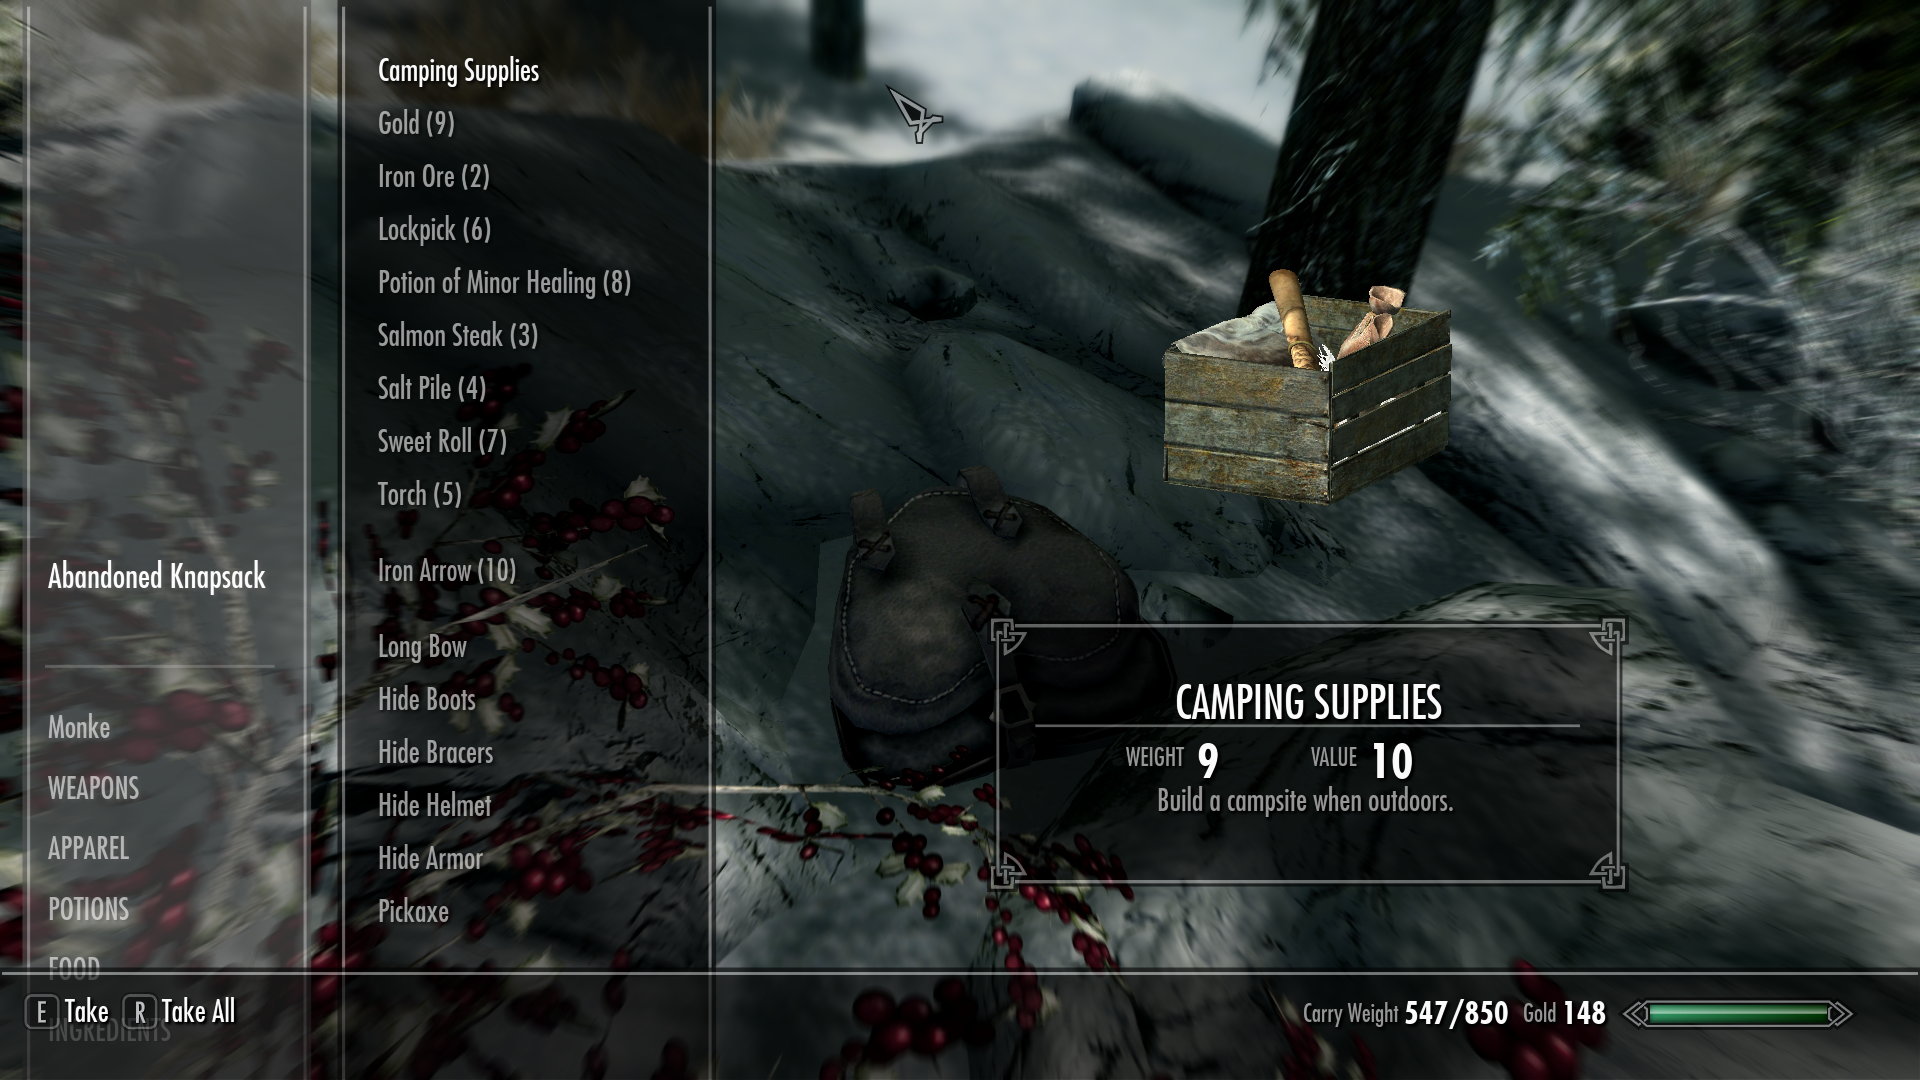 Abandoned Knapsack
Monke
WEAPONS
APPAREL
POTIONS
FOOD
INGREDIENTS
Camping Supplies
Gold (9)
Iron Ore (2)
Lockpick (6)
Potion of Minor Healing (8)
Salmon Steak (3)
Salt Pile (4)
Sweet Roll (7)
Torch (5)
Iron Arrow (10)
Long Bow
Hide Boots
Hide Bracers
Hide Helmet
Hide Armor
Pickaxe
CAMPING SUPPLIES
WEIGHT 9 VALUE 10
Build a campsite when outdoors.
E Take R Take All
Carry Weight 547/850 Gold 148